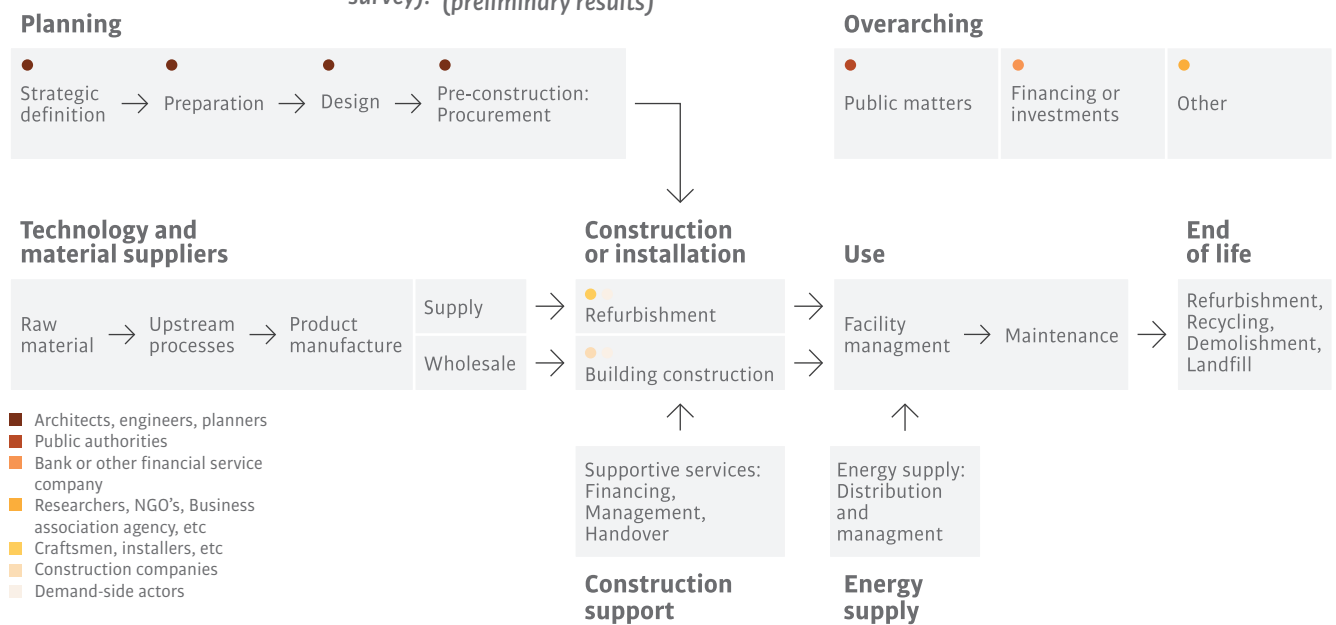 survey). (preliminary results)
Planning
Strategic
definition
Preparation
Design
Pre-construction:
Procurement
Overarching
Public matters
Financing or
investments
Other
Technology and
material suppliers
Raw
material
Upstream
processes
Product
manufacture
Supply
Wholesale
Construction
or installation
Refurbishment
Building construction
Use
Facility
managment
Maintenance
End
of life
Refurbishment,
Recycling,
Demolishment,
Landfill
Architects, engineers, planners
Public authorities
Bank or other financial service
company
Researchers, NGO's, Business
association agency, etc
Craftsmen, installers, etc
Construction companies
Demand-side actors
Supportive services:
Financing,
Management,
Handover
Construction
support
Energy supply:
Distribution
and
managment
Energy
supply